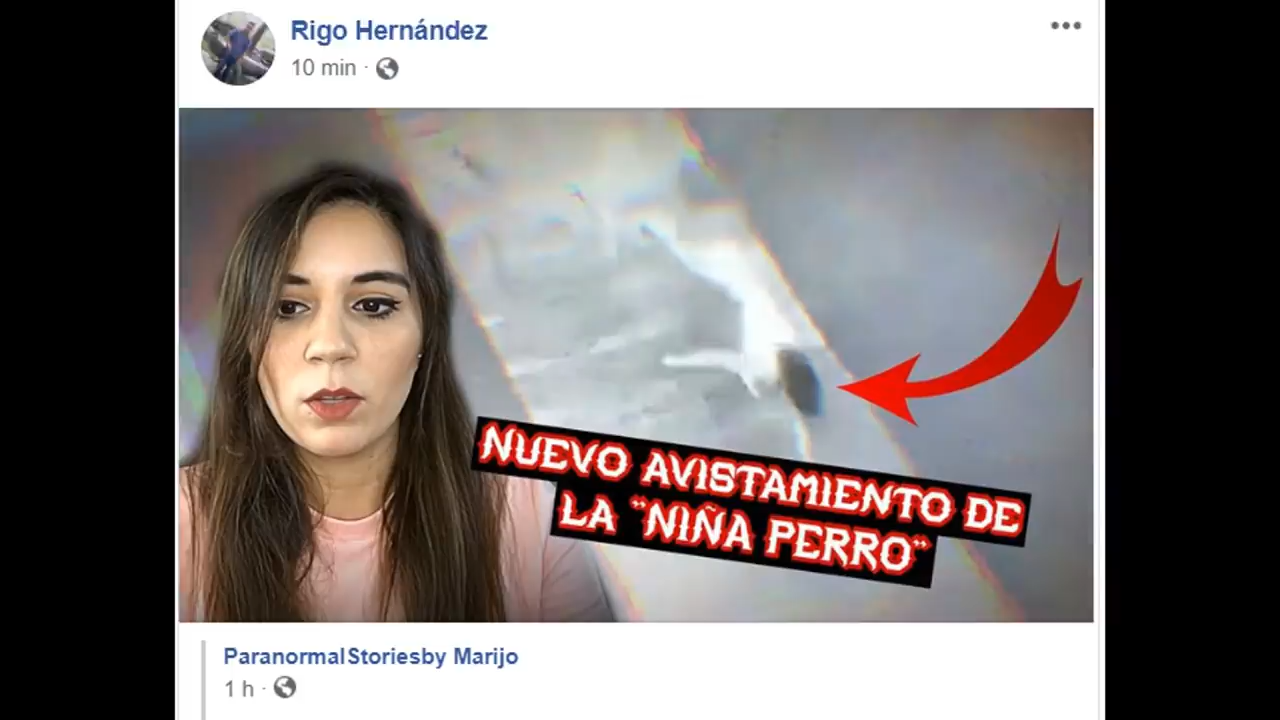 Rigo Hernández
10 min ·
NUEVO AVISTAMIENTO DE
LA "NIÑA PERRO"
ParanormalStoriesby Marijo
1 h ·